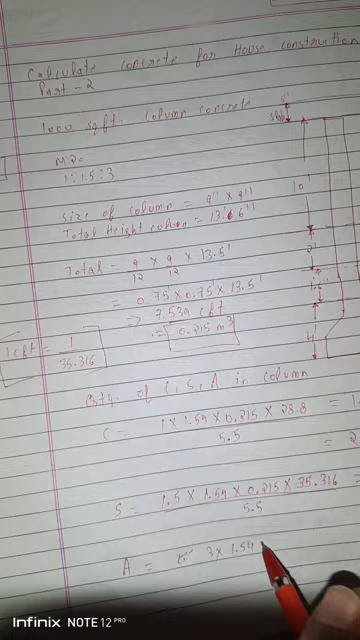 Calculate concrete for House construction
Part-2
1000 sqft. column concrete
M20
1:1.5:3
Size of column = 9" x 9"
Total Height column = 13'6"
Total = 9/12 x 9/12 x 13.5'
= 0.75' x 0.75' x 13.5'
→ 7.539 cft
= 0.215 m³
1 cft = 1/35.316
10'
4'
of C, S, A in column
C = 1 x 1.54 x 0.215 x 28.8 / 5.5 = 1.
= 2
S = 1.5 x 1.54 x 0.215 x 35.316 / 5.5 =
A = 3 x 1.54
Infinix NOTE 12 PRO